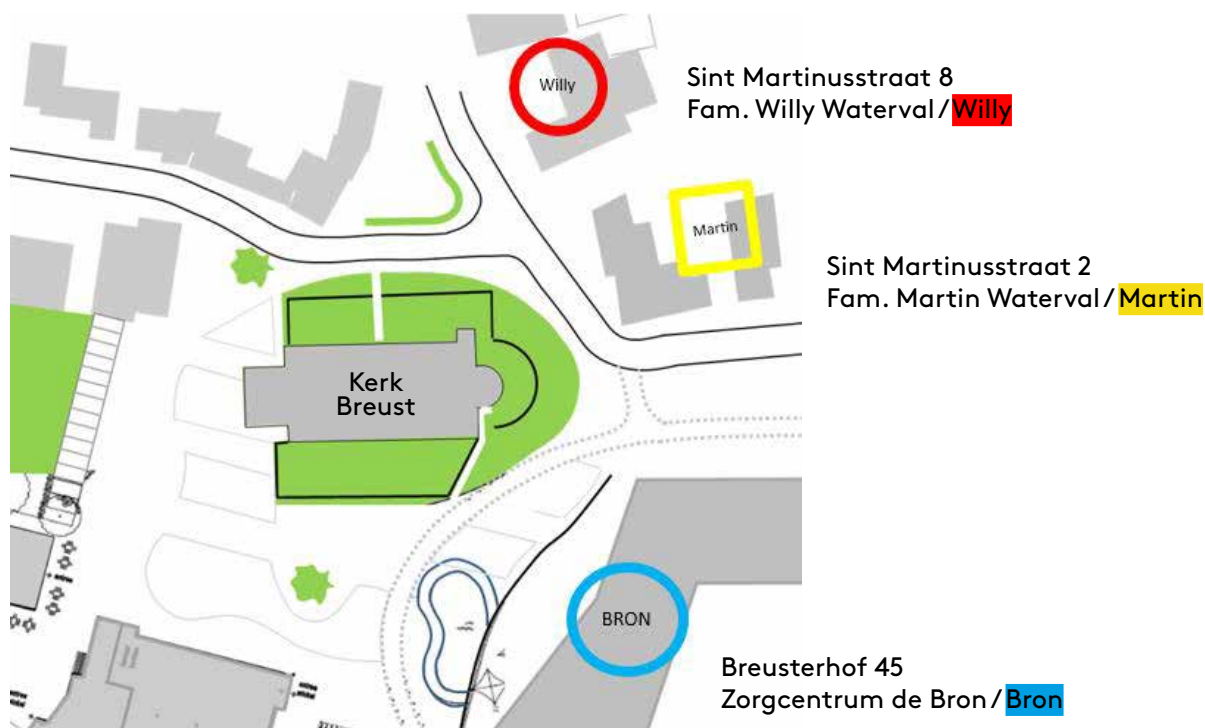 Willy
Sint Martinusstraat 8
Fam. Willy Waterval / Willy
Martin
Sint Martinusstraat 2
Fam. Martin Waterval / Martin
Kerk
Breust
BRON
Breusterhof 45
Zorgcentrum de Bron / Bron